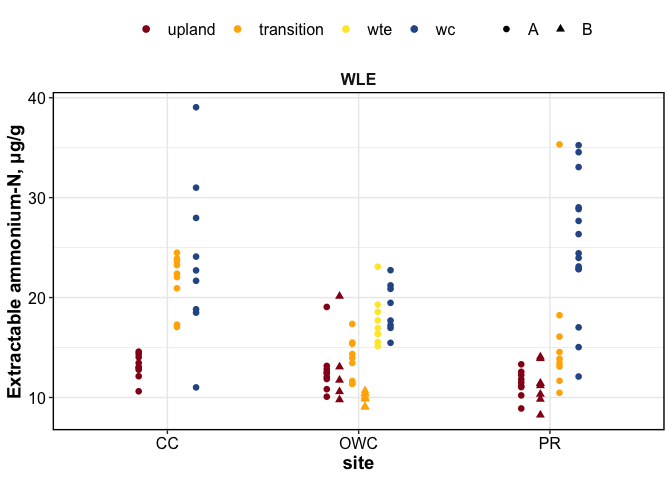 upland transition wte wc A B
WLE
Extractable ammonium-N, μg/g
40
30
20
10
CC OWC PR
site